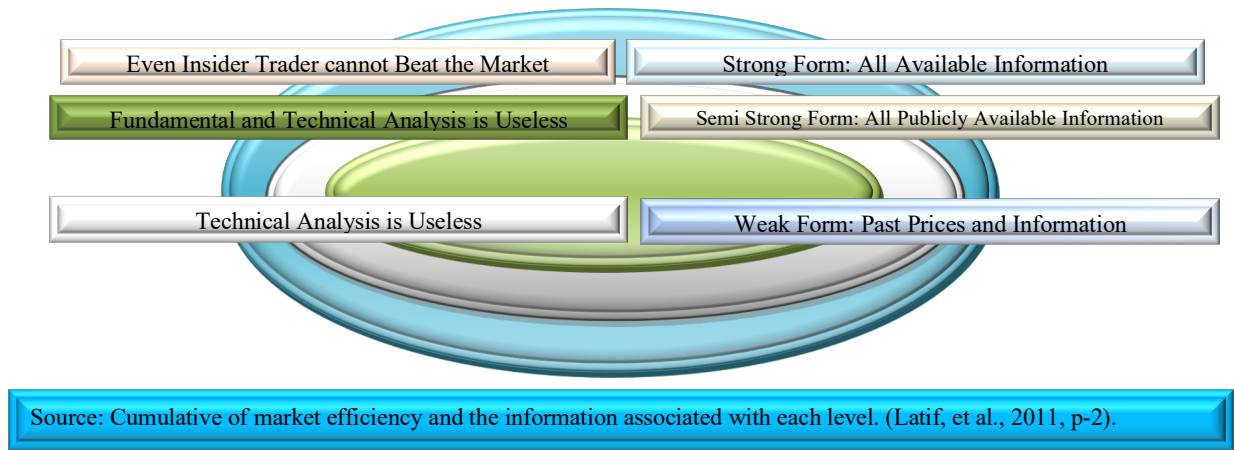 Even Insider Trader cannot Beat the Market
Strong Form: All Available Information
Fundamental and Technical Analysis is Useless
Semi Strong Form: All Publicly Available Information
Technical Analysis is Useless
Weak Form: Past Prices and Information
Source: Cumulative of market efficiency and the information associated with each level. (Latif, et al., 2011, p-2).